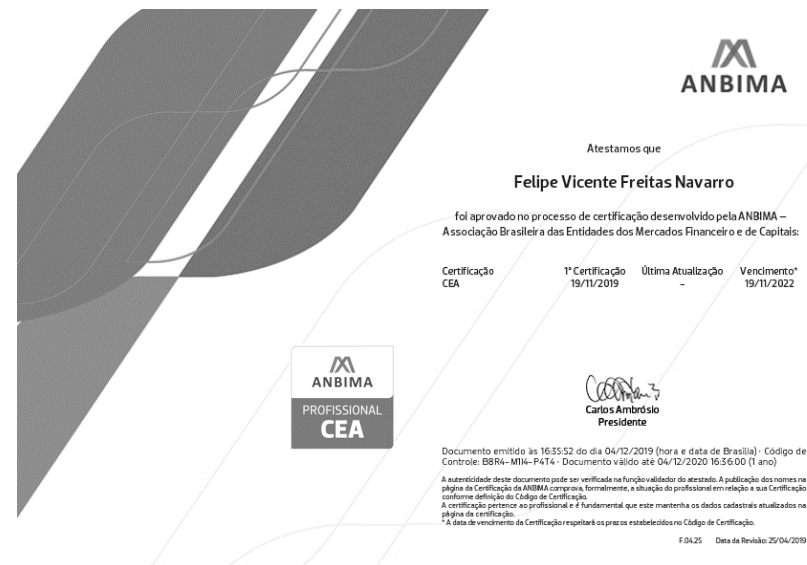 ANBIMA
Atestamos que
Felipe Vicente Freitas Navarro
foi aprovado no processo de certificação desenvolvido pela ANBIMA –
Associação Brasileira das Entidades dos Mercados Financeiro e de Capitais:
Certificação 1ª Certificação Última Atualização Vencimento*
CEA 19/11/2019 – 19/11/2022
ANBIMA
PROFISSIONAL
CEA
Carlos Ambrósio
Presidente
Documento emitido às 16:35:52 do dia 04/12/2019 (hora e data de Brasília) · Código de
Controle: B8R4-M1I4-P4T4 · Documento válido até 04/12/2020 16:36:00 (1 ano)
A autenticidade deste documento pode ser verificada na função validador do atestado. A publicação dos nomes na
página da Certificação da ANBIMA comprova, formalmente, a situação do profissional em relação a sua Certificação
conforme definição do Código de Certificação.
A certificação pertence ao profissional e é fundamental que este mantenha os dados cadastrais atualizados na
página da certificação.
* A data de vencimento da Certificação respeitará os prazos estabelecidos no Código de Certificação.
F.04.25 Data da Revisão: 25/04/2019